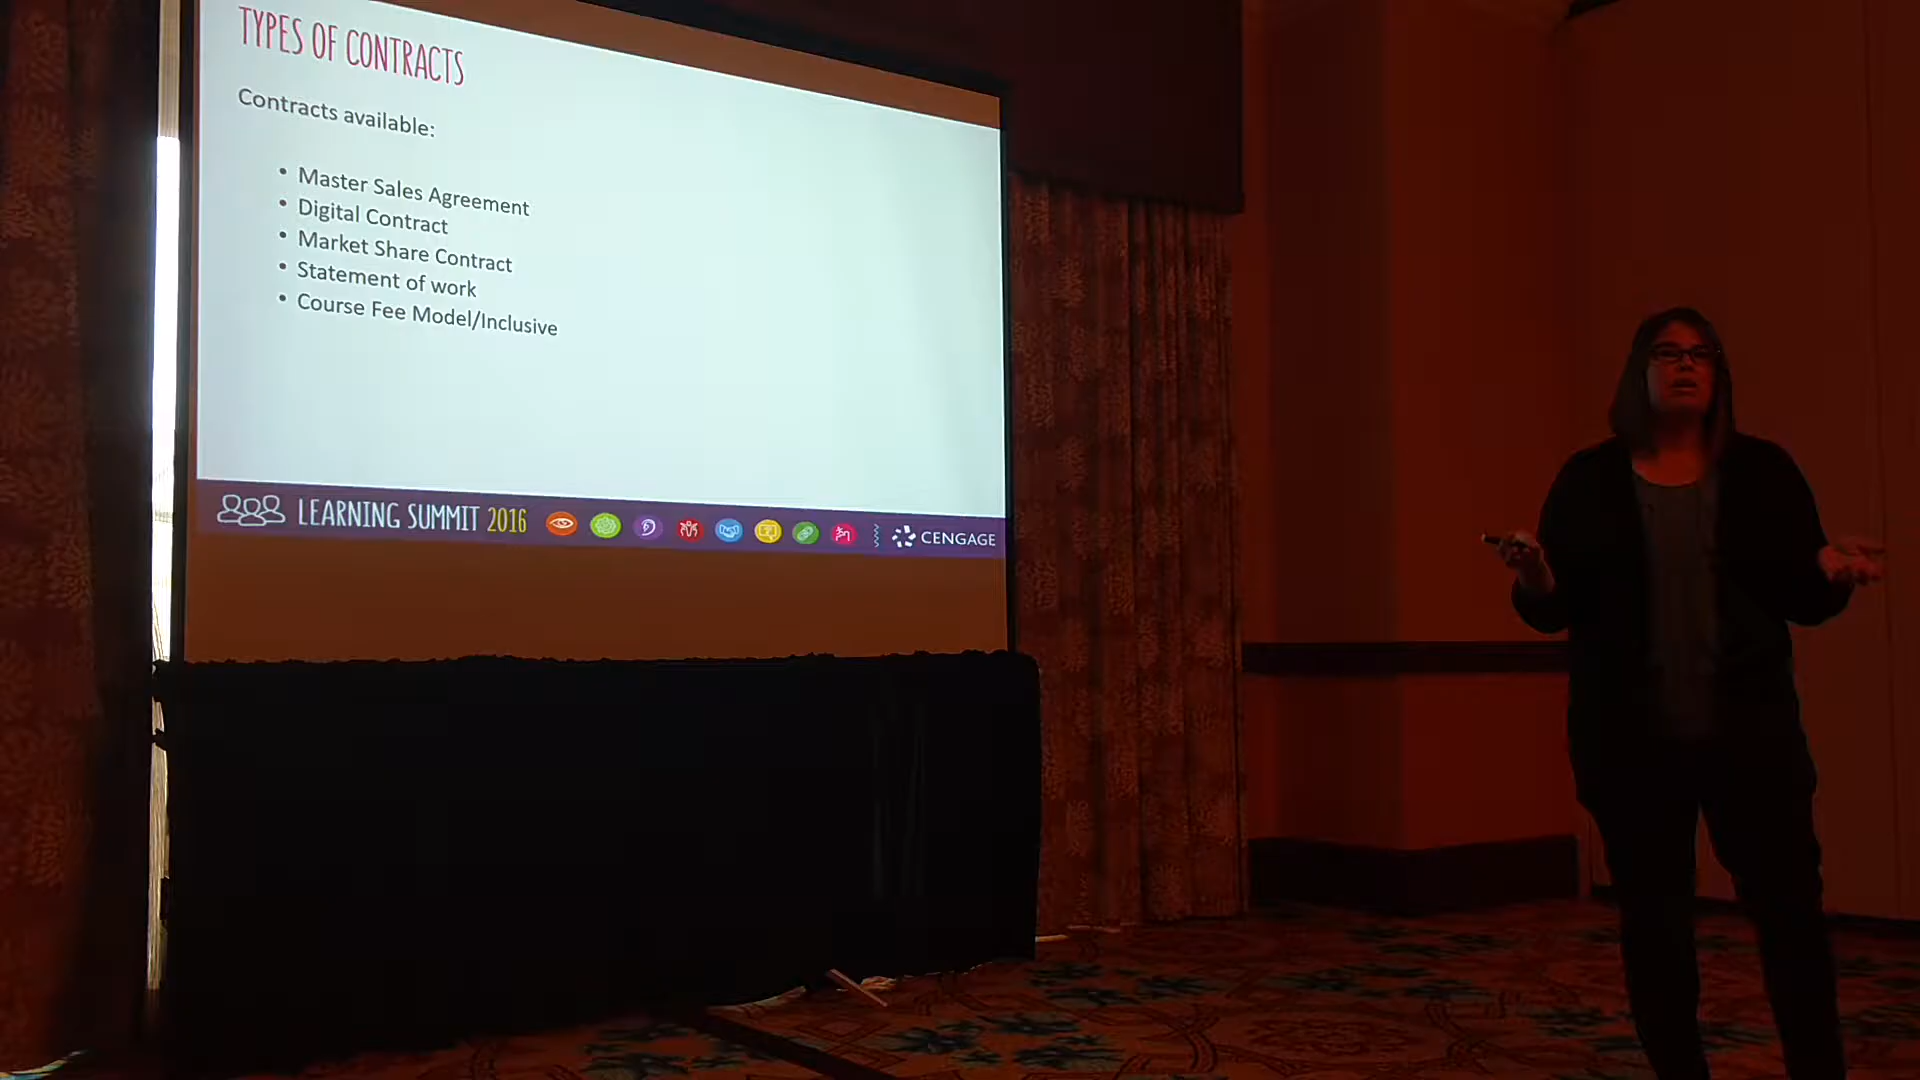 TYPES OF CONTRACTS
Contracts available:
• Master Sales Agreement
• Digital Contract
• Market Share Contract
• Statement of work
• Course Fee Model/Inclusive
LEARNING SUMMIT 2016
CENGAGE